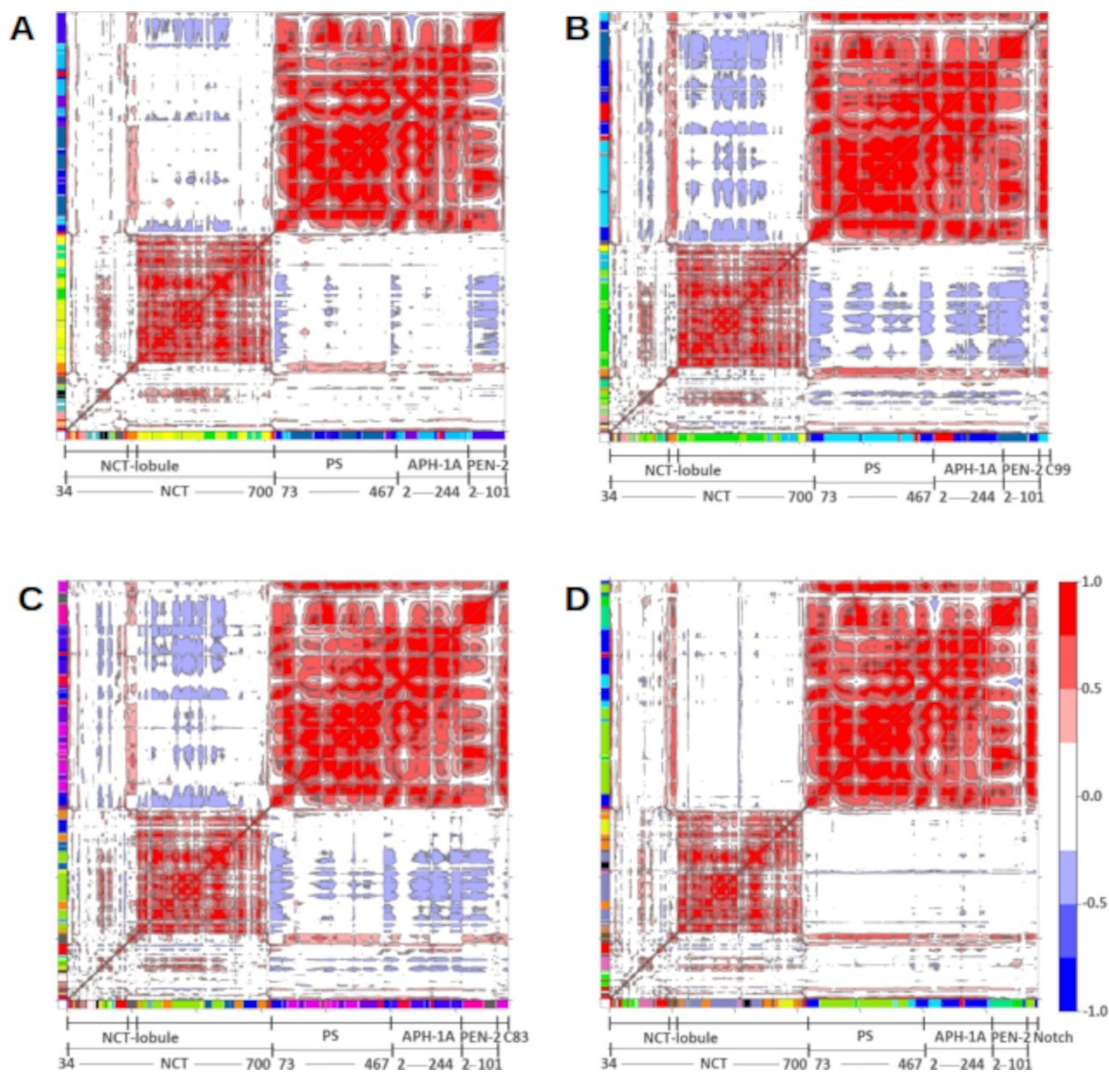 A
B
NCT-lobule PS APH-1A PEN-2
34 NCT 700 73 467 2 244 2 101
NCT-lobule PS APH-1A PEN-2 C99
34 NCT 700 73 467 2 244 2 101
C
D
1.0
0.5
0.0
-0.5
-1.0
NCT-lobule PS APH-1A PEN-2 C83
34 NCT 700 73 467 2 244 2 101
NCT-lobule PS APH-1A PEN-2 Notch
34 NCT 700 73 467 2 244 2 101